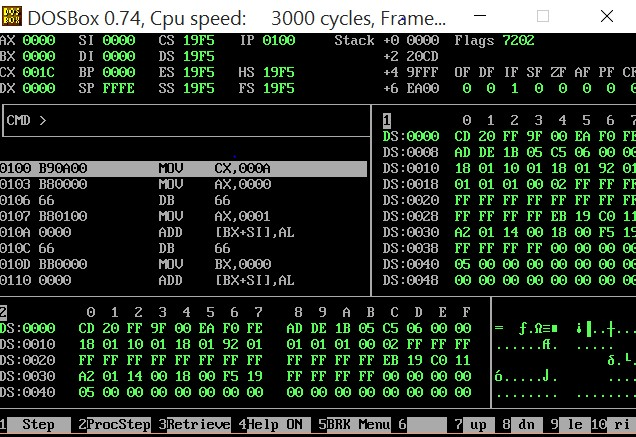 DOSBox 0.74, Cpu speed: 3000 cycles, Frame...
AX 0000 SI 0000 CS 19F5 IP 0100 Stack +0 0000 Flags 7202
BX 0000 DI 0000 DS 19F5 +2 20CD
CX 001C BP 0000 ES 19F5 HS 19F5 +4 9FFF OF DF IF SF ZF AF PF CF
DX 0000 SP FFFE SS 19F5 FS 19F5 +6 EA00 0 0 1 0 0 0 0 0
CMD >
1 0 1 2 3 4 5 6 7
DS:0000 CD 20 FF 9F 00 EA F0 FE
DS:0008 AD DE 1B 05 C5 06 00 00
0100 B90A00 MOV CX,000A DS:0010 18 01 10 01 18 01 92 01
0103 B80000 MOV AX,0000 DS:0018 01 01 01 00 02 FF FF FF
0106 66 DB 66 DS:0020 FF FF FF FF FF FF FF FF
0107 B80100 MOV AX,0001 DS:0028 FF FF FF FF EB 19 C0 11
010A 0000 ADD [BX+SI],AL DS:0030 A2 01 14 00 18 00 F5 19
010C 66 DB 66 DS:0038 FF FF FF FF 00 00 00 00
010D BB0000 MOV BX,0000 DS:0040 05 00 00 00 00 00 00 00
0110 0000 ADD [BX+SI],AL DS:0048 00 00 00 00 00 00 00 00
2 0 1 2 3 4 5 6 7 8 9 A B C D E F
DS:0000 CD 20 FF 9F 00 EA F0 FE AD DE 1B 05 C5 06 00 00
DS:0010 18 01 10 01 18 01 92 01 01 01 01 00 02 FF FF FF
DS:0020 FF FF FF FF FF FF FF FF FF FF FF FF EB 19 C0 11
DS:0030 A2 01 14 00 18 00 F5 19 FF FF FF FF 00 00 00 00
DS:0040 05 00 00 00 00 00 00 00 00 00 00 00 00 00 00 00
1 Step 2ProcStep 3Retrieve 4Help ON 5BRK Menu 6 7 up 8 dn 9 le 10 ri